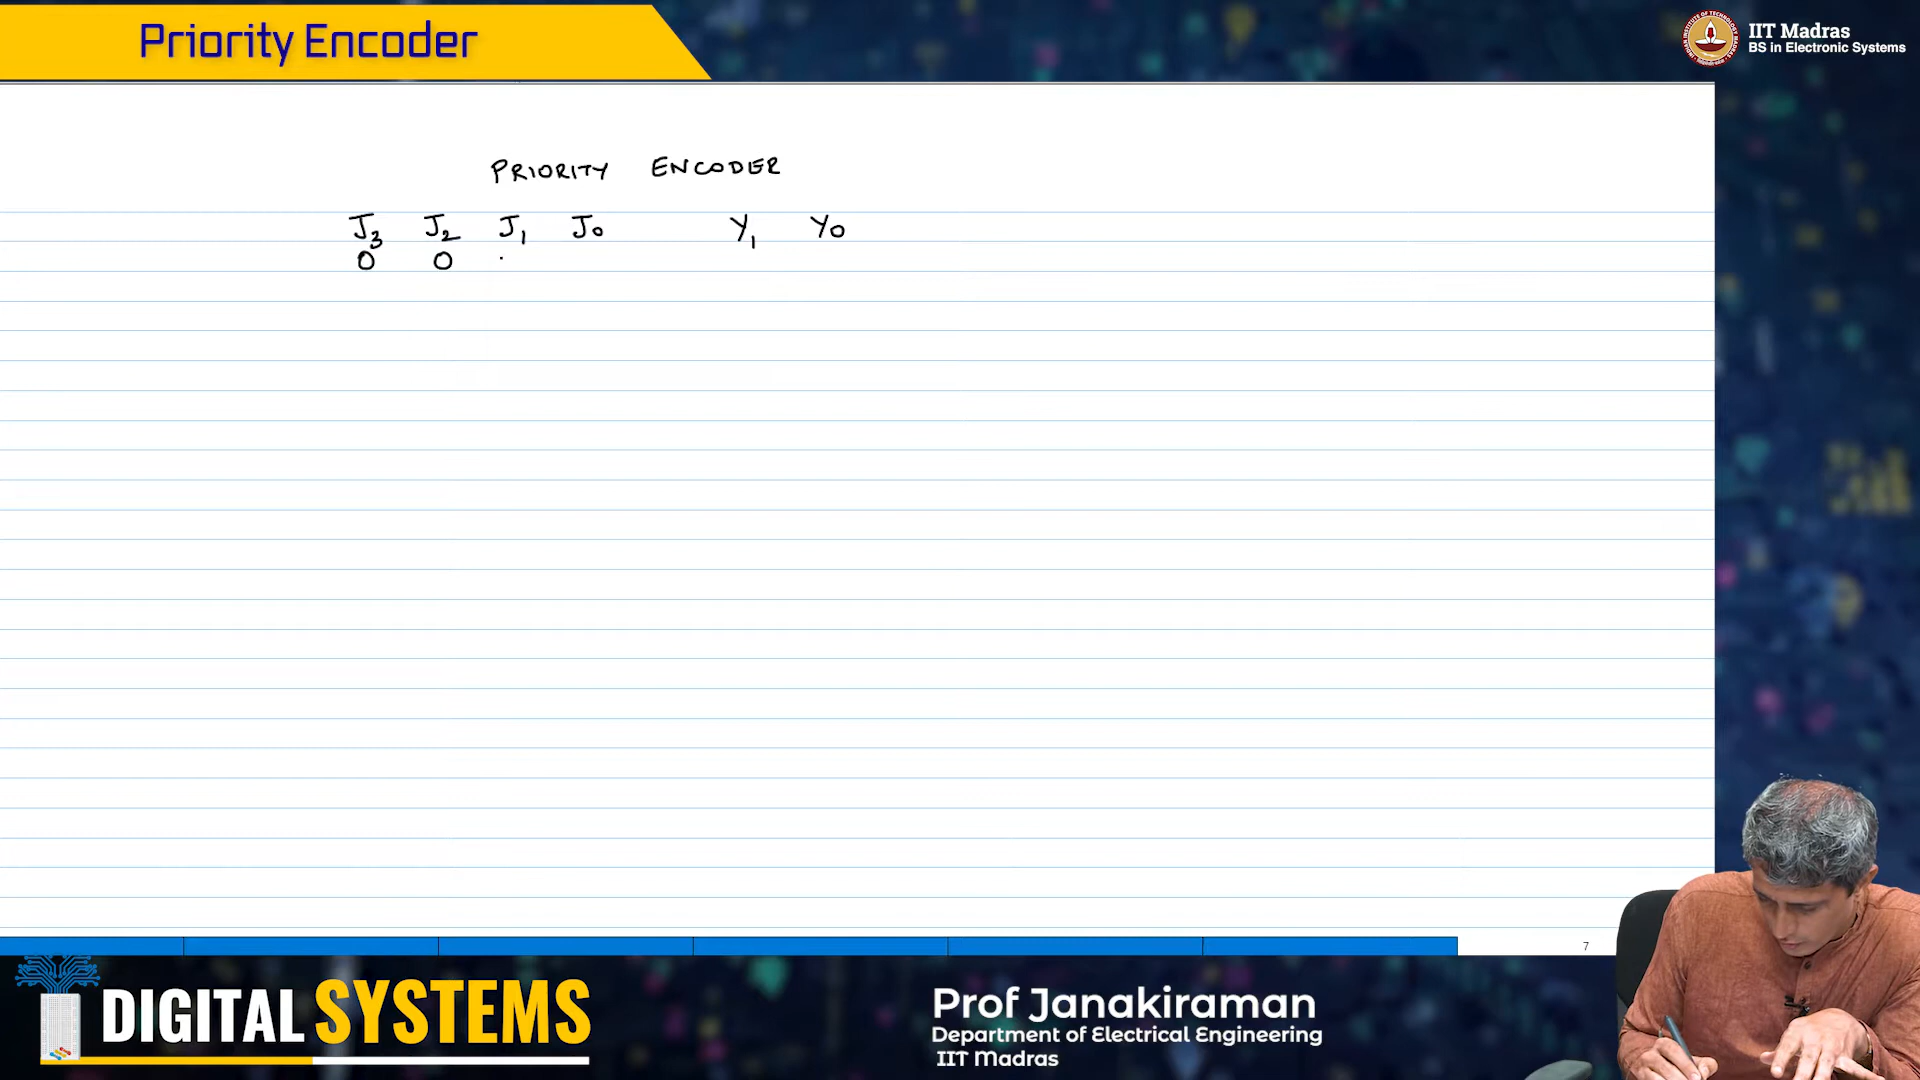 Priority Encoder
IIT Madras
BS in Electronic Systems
PRIORITY ENCODER
J3 J2 J1 J0 Y1 Y0
0 0
7
DIGITAL SYSTEMS
Prof Janakiraman
Department of Electrical Engineering
IIT Madras